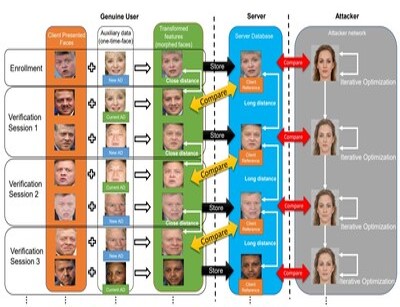 Genuine User
Server
Attacker
Client Presented Faces
Auxiliary data (one-time-face)
Transformed features (morphed faces)
Server Database
Attacker network
Enrollment
New AD
Close distance
Store
Client Reference
Compare
Iterative Optimization
Verification Session 1
Current AD
Compare
Long distance
New AD
Close distance
Store
Client Reference
Compare
Iterative Optimization
Verification Session 2
Current AD
Compare
Long distance
New AD
Close distance
Store
Client Reference
Compare
Iterative Optimization
Verification Session 3
New AD
Compare
Long distance
Current AD
Store
Client Reference
Compare
Iterative Optimization